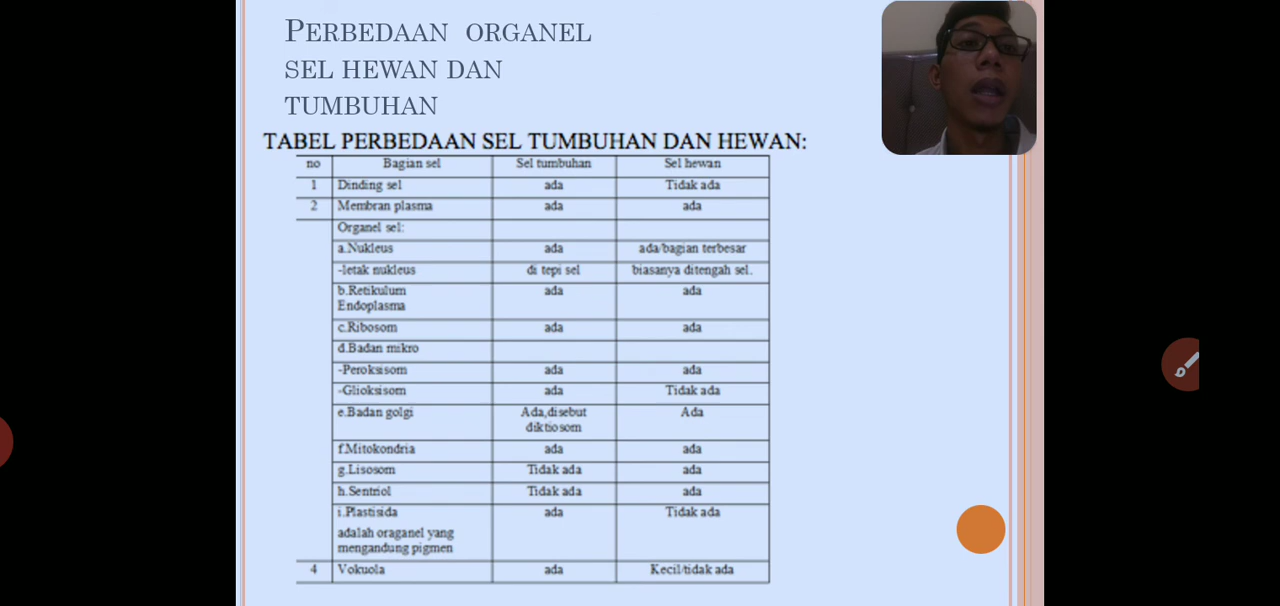 PERBEDAAN ORGANEL
SEL HEWAN DAN
TUMBUHAN
TABEL PERBEDAAN SEL TUMBUHAN DAN HEWAN:
no Bagian sel Sel tumbuhan Sel hewan
1 Dinding sel ada Tidak ada
2 Membran plasma ada ada
Organel sel:
a.Nukleus ada ada/bagian terbesar
-letak nukleus di tepi sel biasanya ditengah sel.
b.Retikulum ada ada
Endoplasma
c.Ribosom ada ada
d.Badan mikro
-Peroksisom ada ada
-Glioksisom ada Tidak ada
e.Badan golgi Ada,disebut Ada
diktiosom
f.Mitokondria ada ada
g.Lisosom Tidak ada ada
h.Sentriol Tidak ada ada
i.Plastisida ada Tidak ada
adalah oraganel yang
mengandung pigmen
4 Vokuola ada Kecil/tidak ada